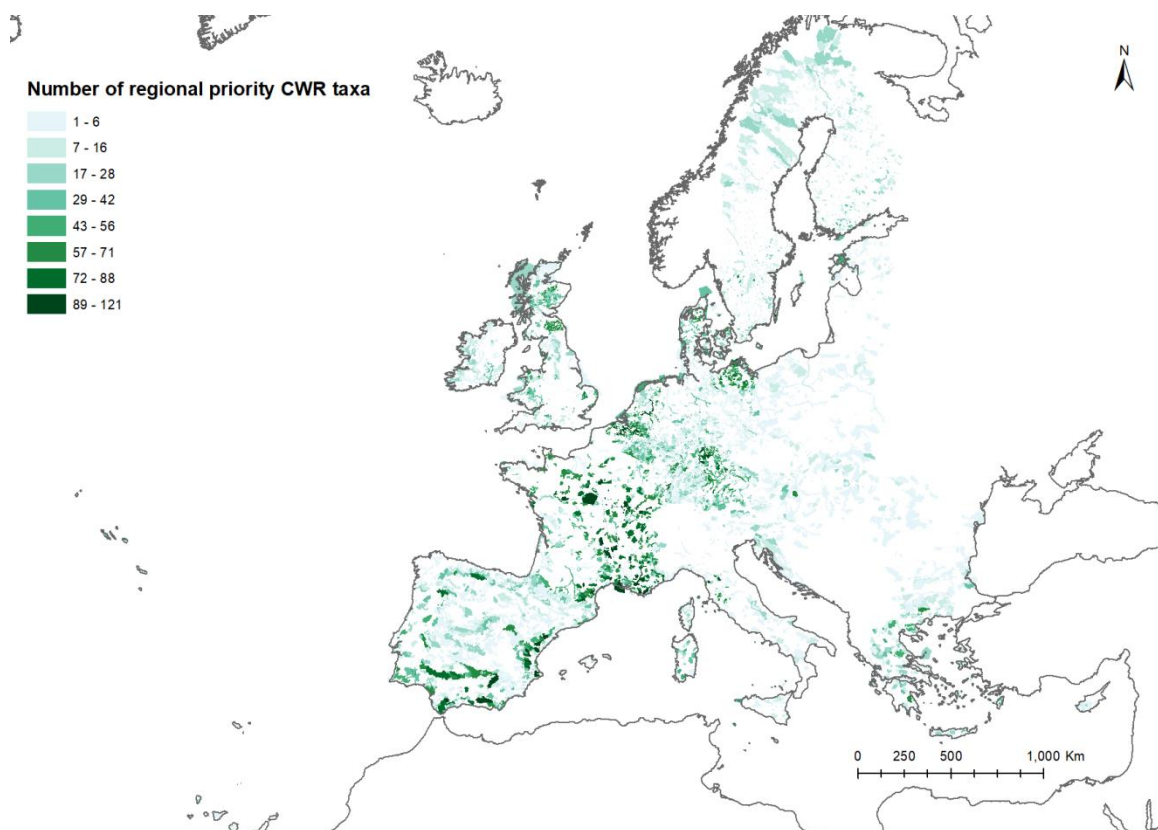 N
Number of regional priority CWR taxa
1 - 6
7 - 16
17 - 28
29 - 42
43 - 56
57 - 71
72 - 88
89 - 121
0 250 500 1,000 Km